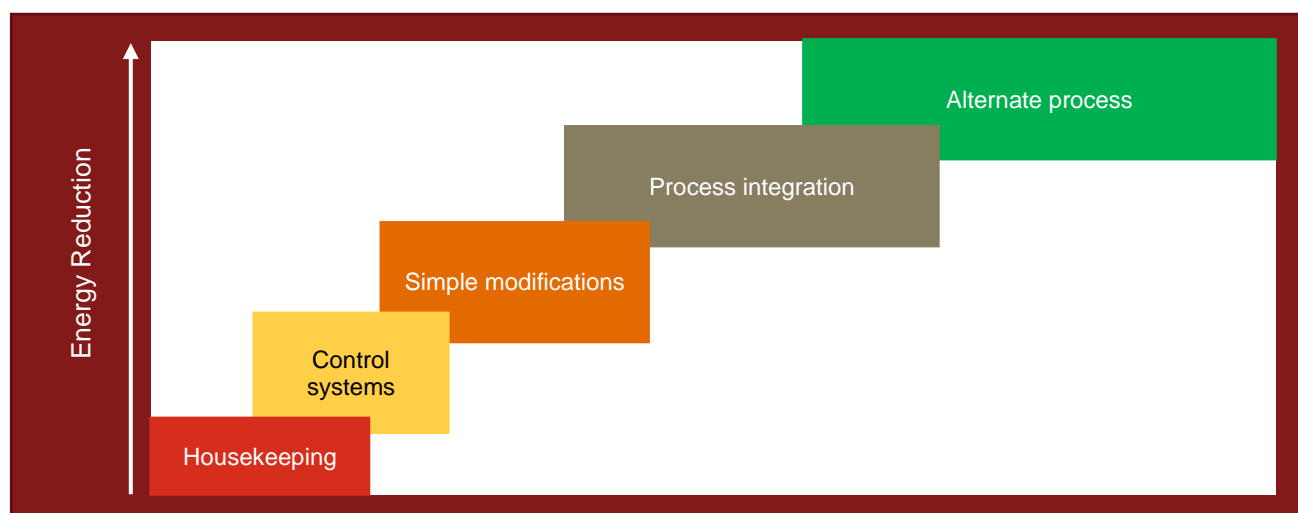 Alternate process
Process integration
Simple modifications
Control
systems
Housekeeping
Energy Reduction